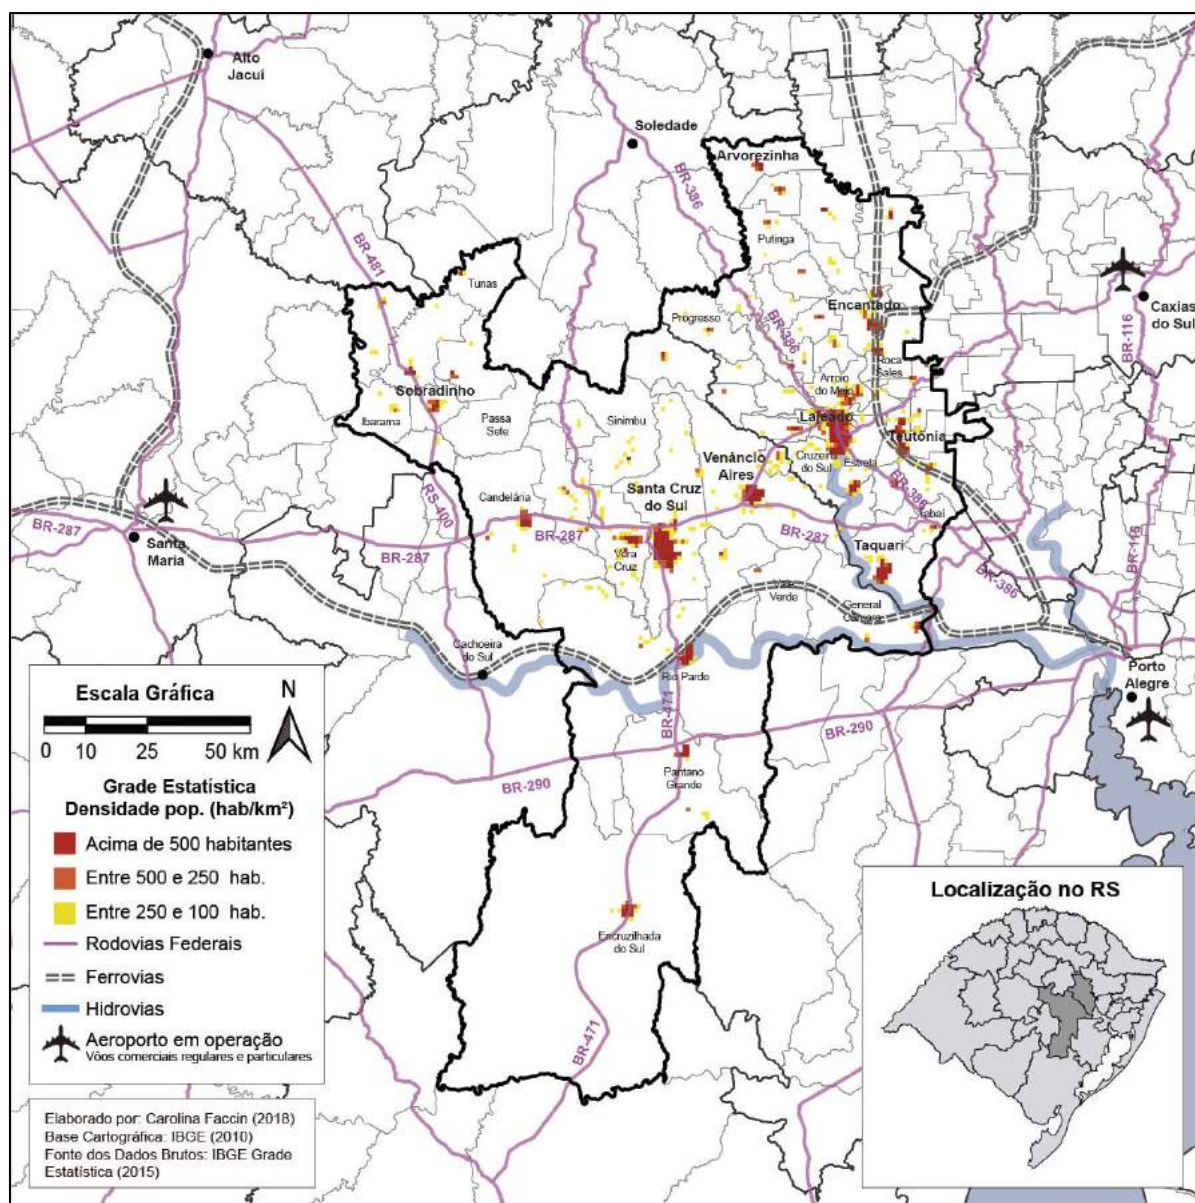 Alto
Jacuí
Soledade
Arvorezinha
BR-386
Putinga
BR-481
Tunas
Encantado
Caxias
do Sul
Progresso
BR-386
BR-116
Roca
Sales
Arroio
do Meio
Sobradinho
Ibarama
Passa
Sete
Sinimbu
Lajeado
Teutônia
Venâncio
Aires
Cruzeiro
do Sul
Estrela
BR-386
Candelária
Santa Cruz
do Sul
RS-400
Tabaí
BR-287
Santa
Maria
BR-287
BR-287
BR-287
Vera
Cruz
Taquari
BR-116
BR-386
Vale
Verde
General
Câmara
Cachoeira
do Sul
Rio Pardo
Porto
Alegre
BR-471
BR-290
BR-290
Pantano
Grande
Encruzilhada
do Sul
BR-471
Escala Gráfica
N
0 10 25 50 km
Grade Estatística
Densidade pop. (hab/km²)
Acima de 500 habitantes
Entre 500 e 250 hab.
Entre 250 e 100 hab.
Rodovias Federais
Ferrovias
Hidrovias
Aeroporto em operação
Vôos comerciais regulares e particulares
Elaborado por: Carolina Faccin (2018)
Base Cartográfica: IBGE (2010)
Fonte dos Dados Brutos: IBGE Grade
Estatística (2015)
Localização no RS